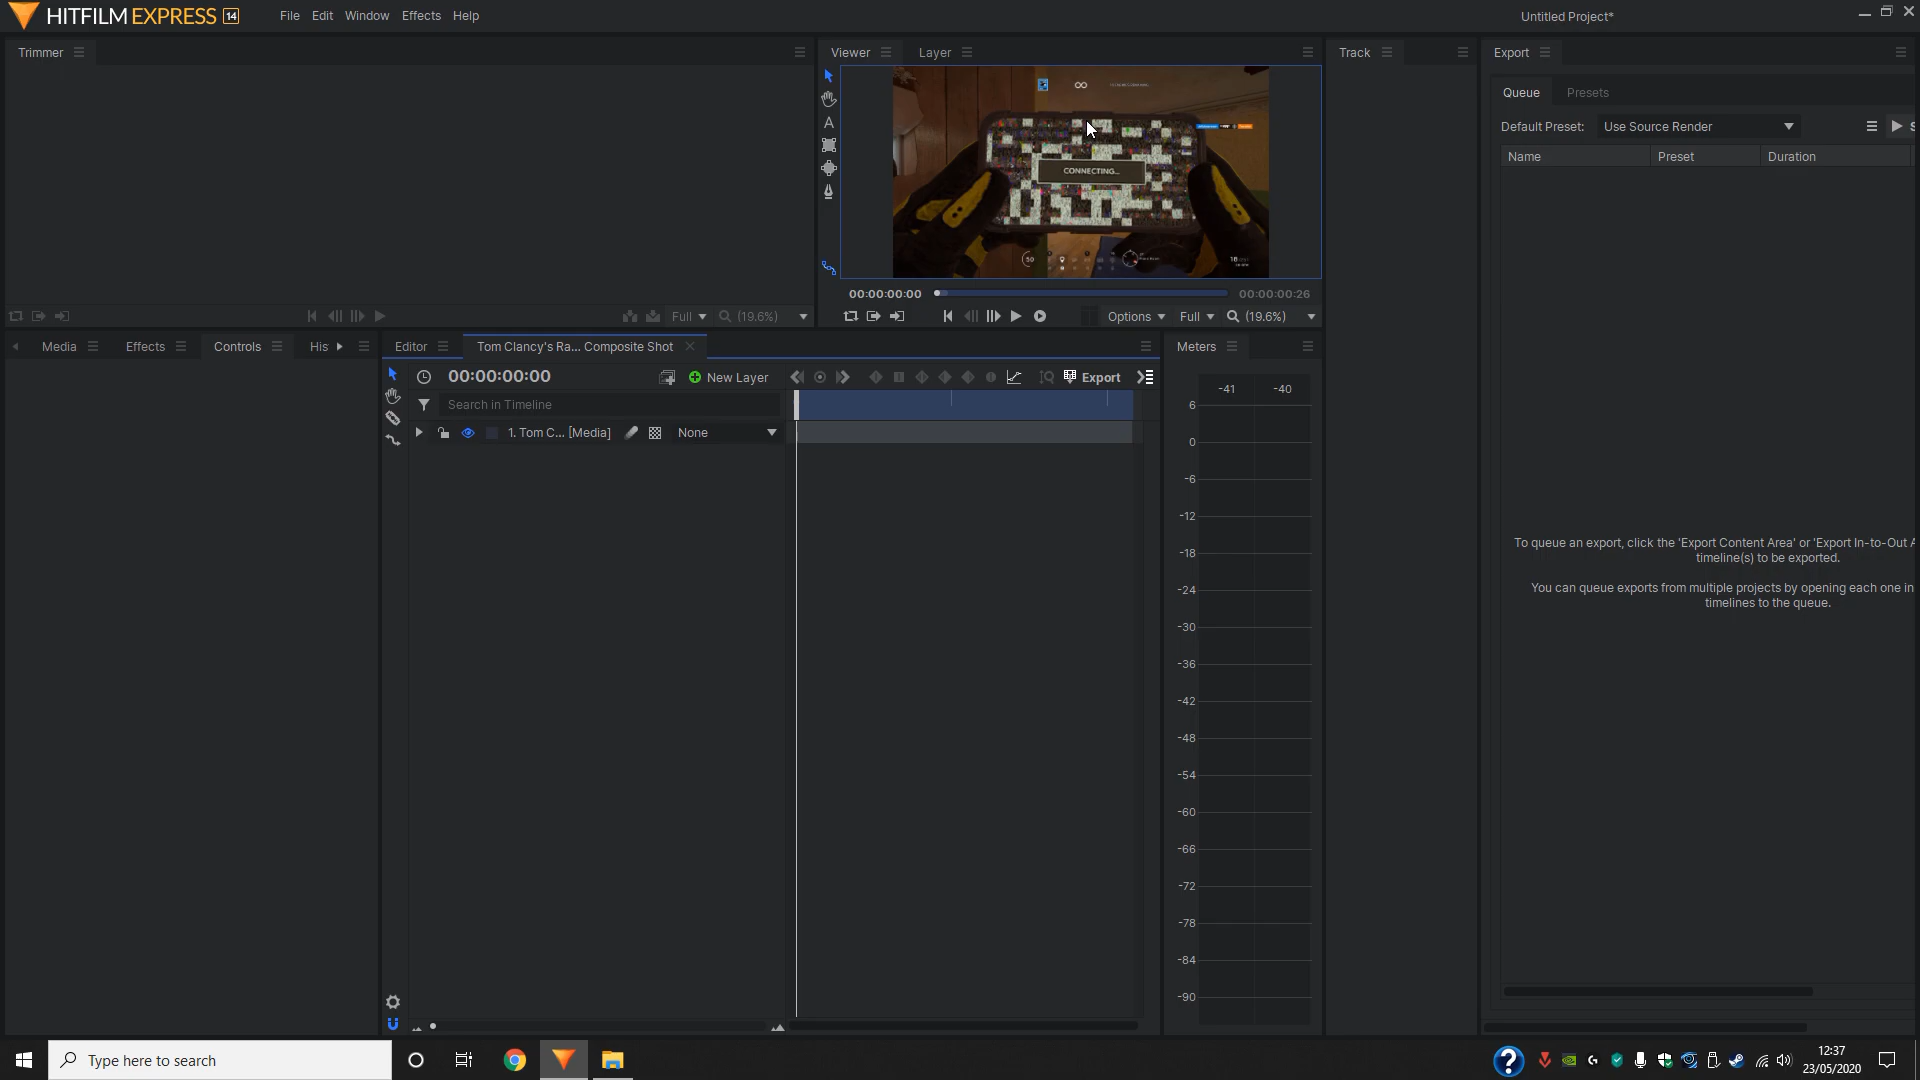 HITFILM EXPRESS 14
File Edit Window Effects Help
Untitled Project*
Trimmer
Viewer Layer
Track
Export
Queue Presets
Default Preset: Use Source Render
S
Name Preset Duration
CONNECTING...
50
18
00:00:00:00
00:00:00:26
Full (19.6%)
Options Full (19.6%)
Media Effects Controls His
Editor Tom Clancy's Ra... Composite Shot
Meters
00:00:00:00
New Layer
Export
-41 -40
Search in Timeline
1. Tom C... [Media] None
6
0
-6
-12
-18
-24
-30
-36
-42
-48
-54
-60
-66
-72
-78
-84
-90
To queue an export, click the 'Export Content Area' or 'Export In-to-Out A
timeline(s) to be exported.
You can queue exports from multiple projects by opening each one in
timelines to the queue.
Type here to search
12:37
23/05/2020